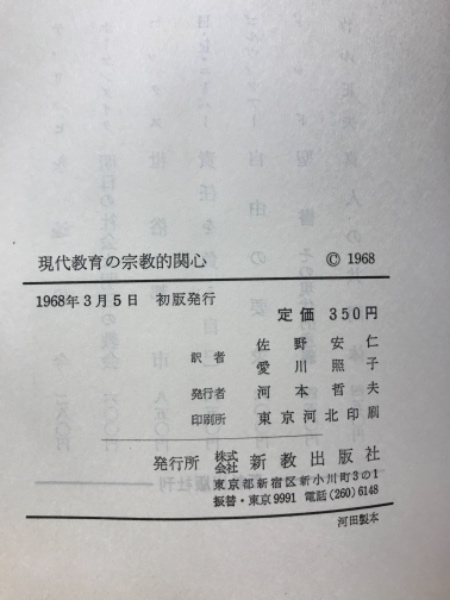 現代教育の宗教的関心
© 1968
1968年3月5日 初版発行
定価 350円
訳者 佐野安仁
愛川照子
発行者 河本哲夫
印刷所 東京河北印刷
発行所 株式会社 新教出版社
東京都新宿区新小川町3の1
振替・東京9991 電話(260)6148
河田製本